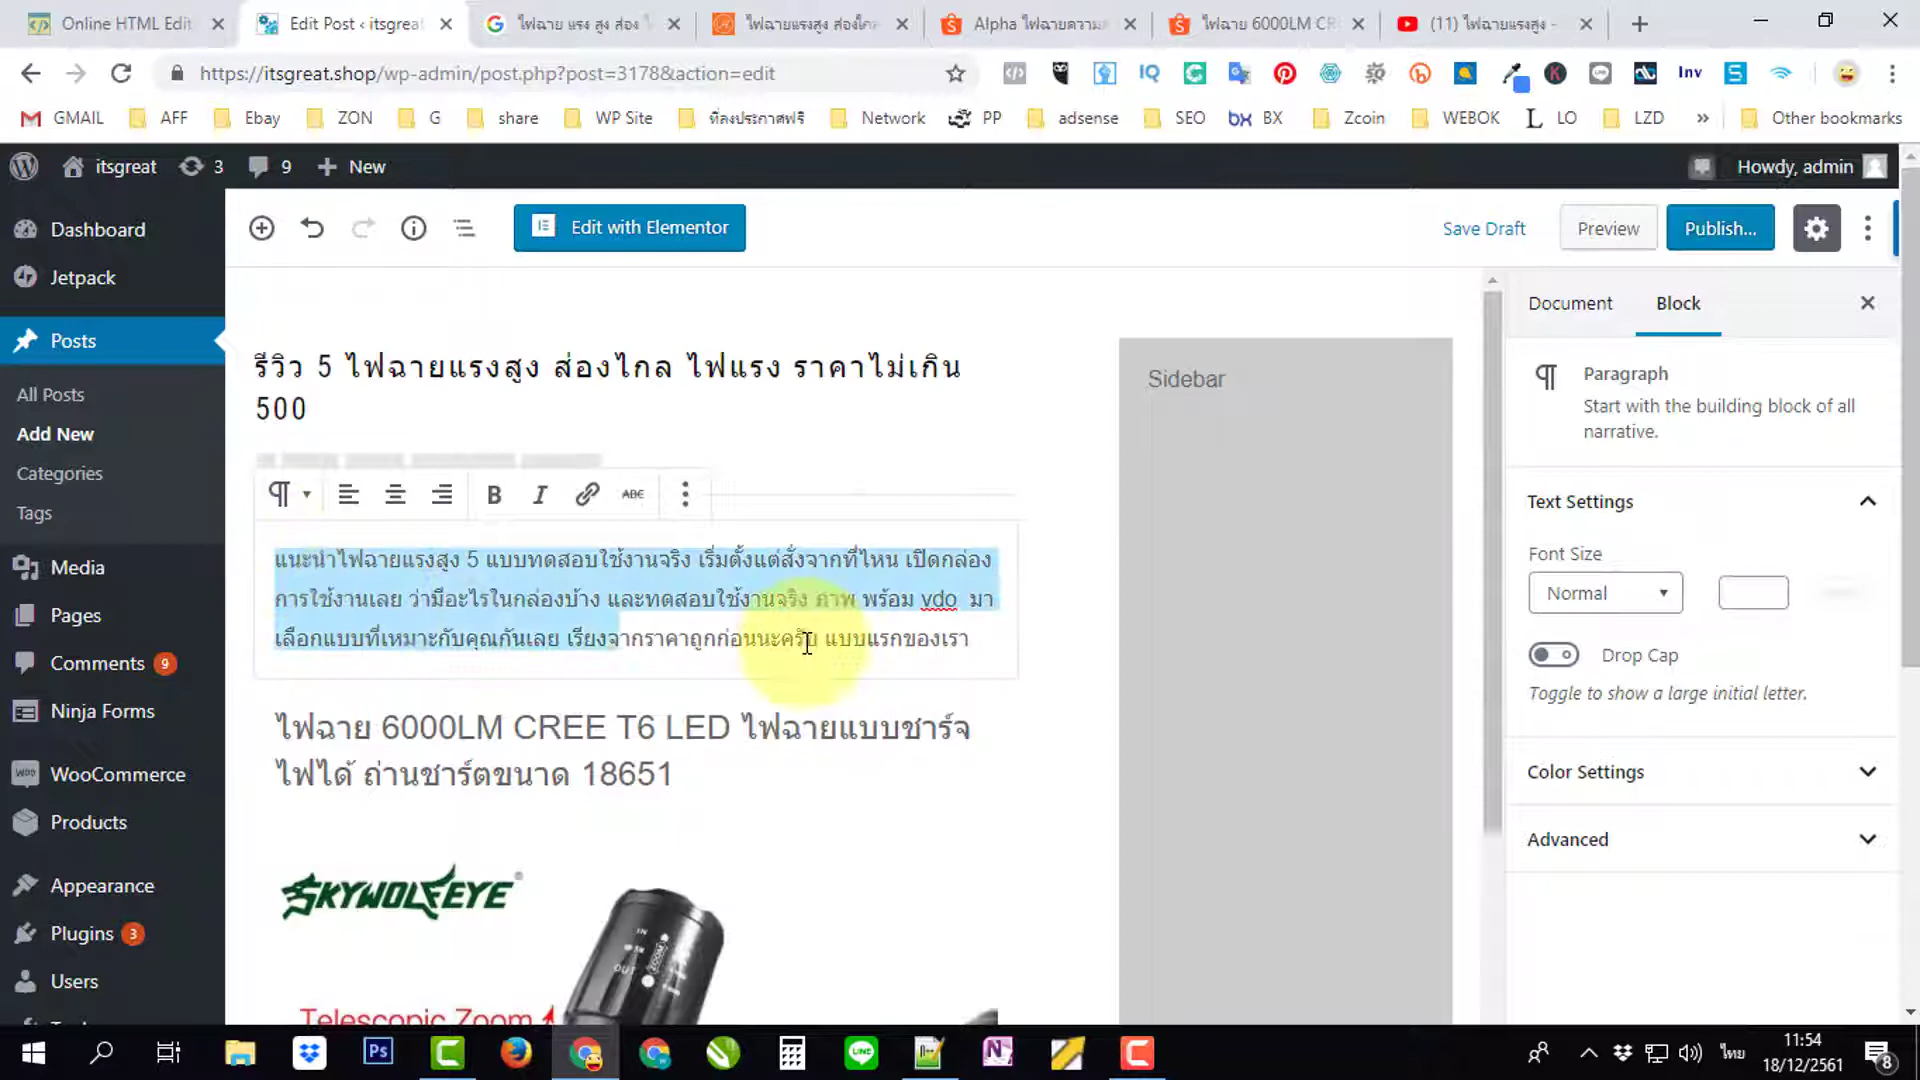 Online HTML Edit
Edit Post ‹ itsgreat
ไฟฉาย แรง สูง ส่อง
ไฟฉายแรงสูง ส่องไกล
Alpha ไฟฉายความส
ไฟฉาย 6000LM CR
(11) ไฟฉายแรงสูง -
https://itsgreat.shop/wp-admin/post.php?post=3178&action=edit
GMAIL
AFF
Ebay
ZON
G
share
WP Site
ที่ลงประกาศฟรี
Network
PP
adsense
SEO
BX
Zcoin
WEBOK
LO
LZD
»
Other bookmarks
itsgreat
3
9
New
Howdy, admin
Dashboard
Jetpack
Posts
All Posts
Add New
Categories
Tags
Media
Pages
Comments 9
Ninja Forms
WooCommerce
Products
Appearance
Plugins 3
Users
Edit with Elementor
Save Draft
Preview
Publish...
รีวิว 5 ไฟฉายแรงสูง ส่องไกล ไฟแรง ราคาไม่เกิน
500
B I ABC
แนะนำไฟฉายแรงสูง 5 แบบทดสอบใช้งานจริง เริ่มตั้งแต่สั่งจากที่ไหน เปิดกล่อง
การใช้งานเลย ว่ามีอะไรในกล่องบ้าง และทดสอบใช้งานจริง ภาพ พร้อม vdo มา
เลือกแบบที่เหมาะกับคุณกันเลย เรียงจากราคาถูกก่อนนะครับ แบบแรกของเรา
ไฟฉาย 6000LM CREE T6 LED ไฟฉายแบบชาร์จ
ไฟได้ ถ่านชาร์ตขนาด 18651
SKYWOLFEYE
Telescopic Zoom
IN
OUT
ZOOM
Sidebar
Document
Block
Paragraph
Start with the building block of all
narrative.
Text Settings
Font Size
Normal
Drop Cap
Toggle to show a large initial letter.
Color Settings
Advanced
ไทย
11:54
18/12/2561
8